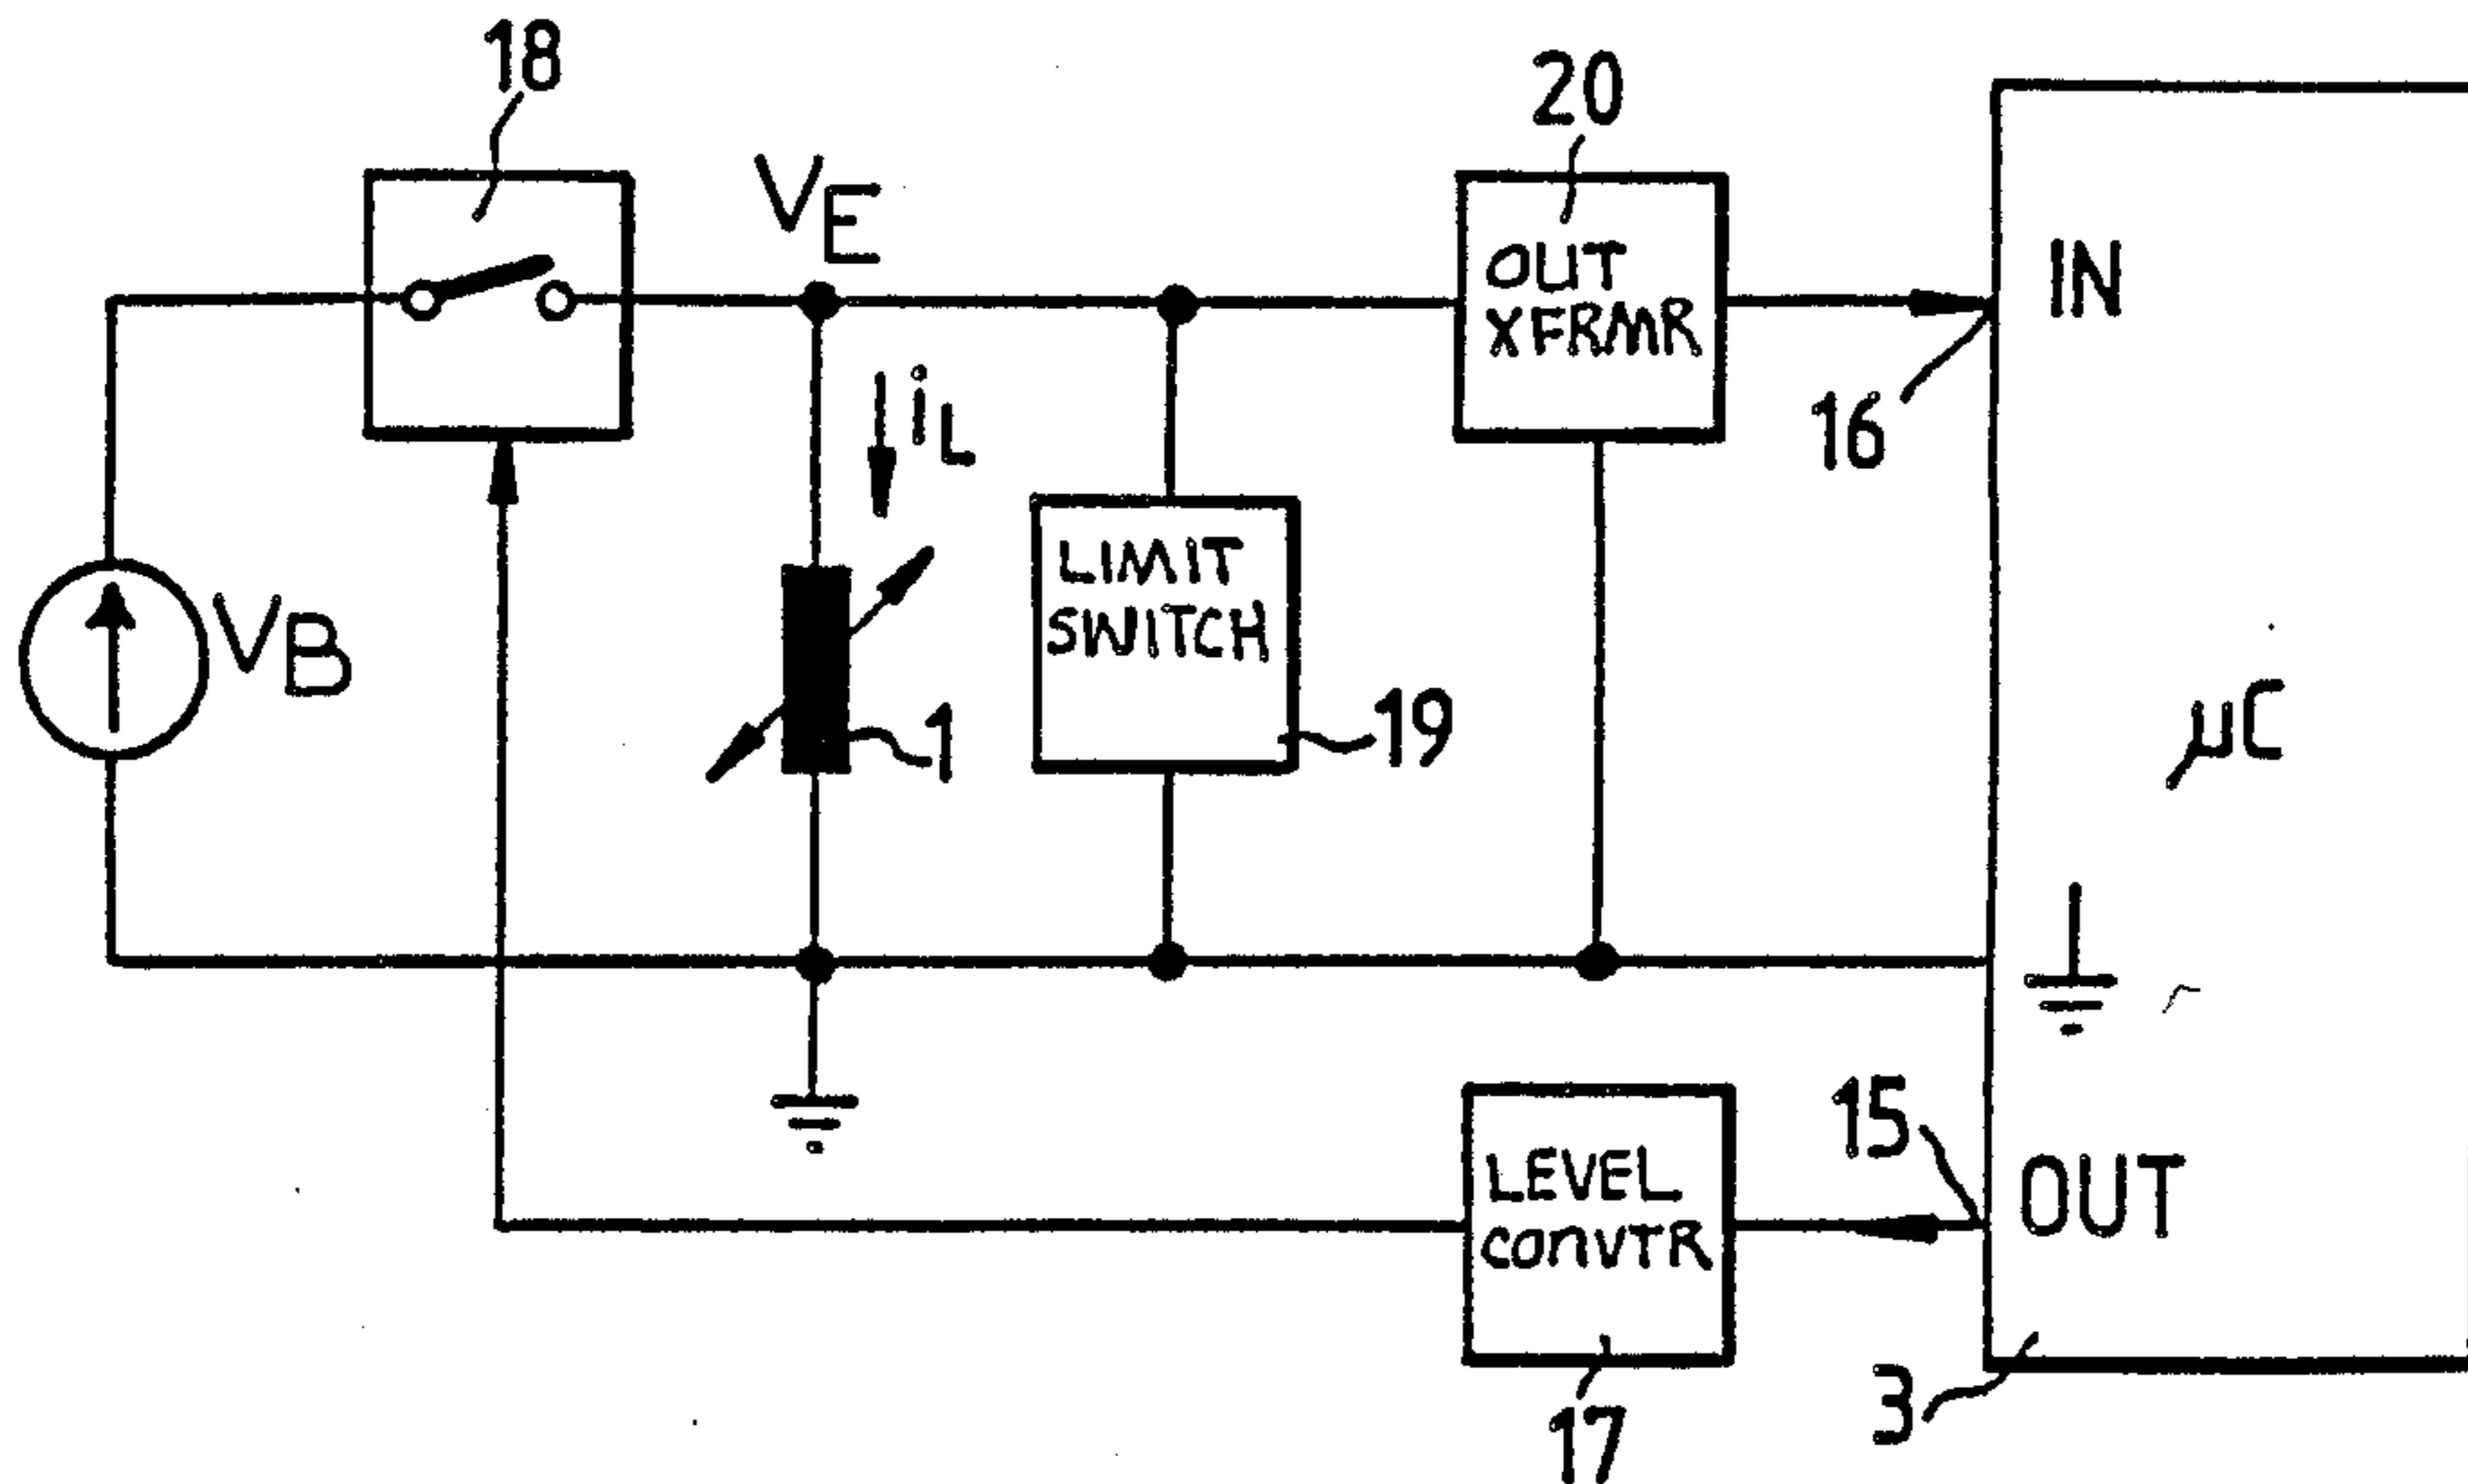 18
20
VE
OUT
XFRMR
IN
iL
16
LIMIT
SWITCH
VB
1
19
µC
15
LEVEL
CONVTR
OUT
3
17